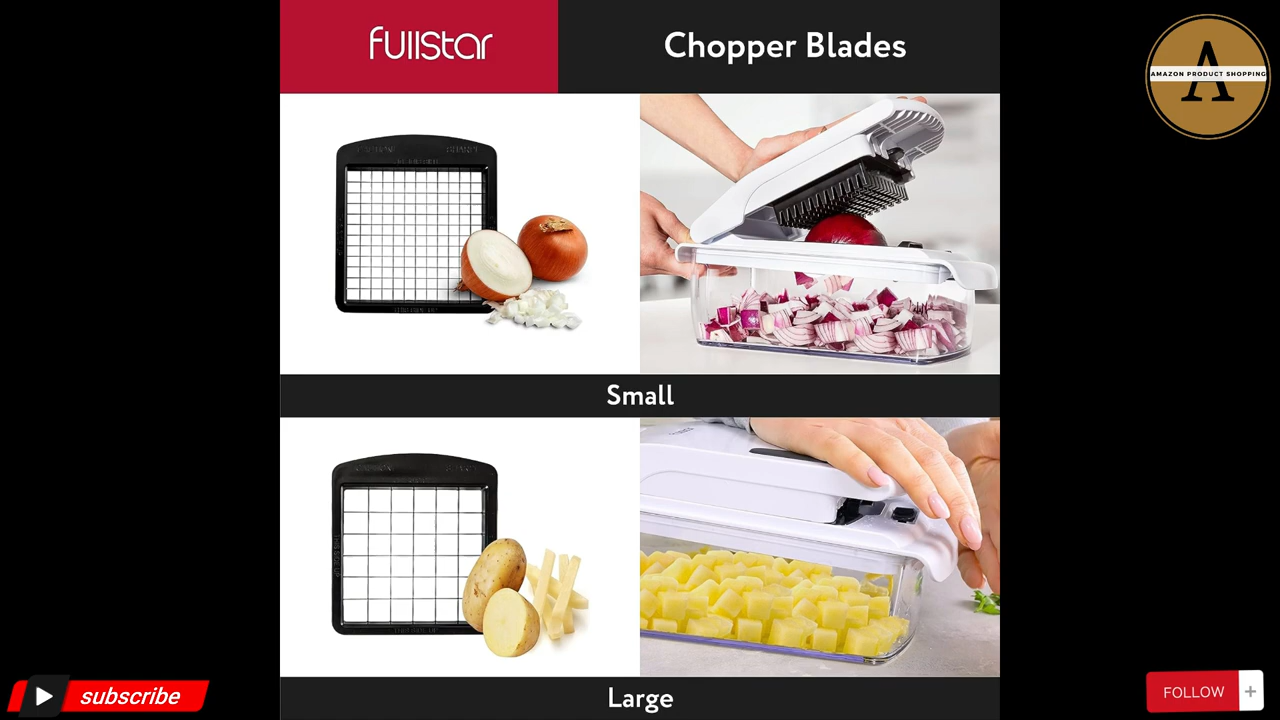 fullstar
Chopper Blades
A
AMAZON PRODUCT SHOPPING
Small
Large
subscribe
FOLLOW +